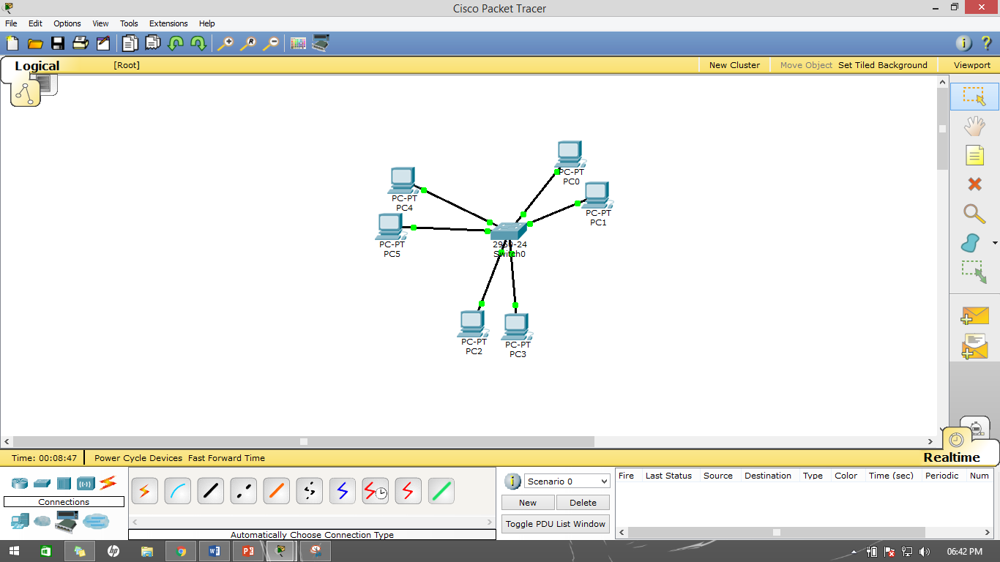 Cisco Packet Tracer
File Edit Options View Tools Extensions Help
Logical [Root] New Cluster Move Object Set Tiled Background Viewport
PC-PT
PC0
PC-PT
PC4
PC-PT
PC1
PC-PT
PC5
2950-24
Switch0
PC-PT
PC2
PC-PT
PC3
Time: 00:08:47 Power Cycle Devices Fast Forward Time Realtime
Connections
Automatically Choose Connection Type
Scenario 0
New Delete
Toggle PDU List Window
Fire Last Status Source Destination Type Color Time (sec) Periodic Num
06:42 PM